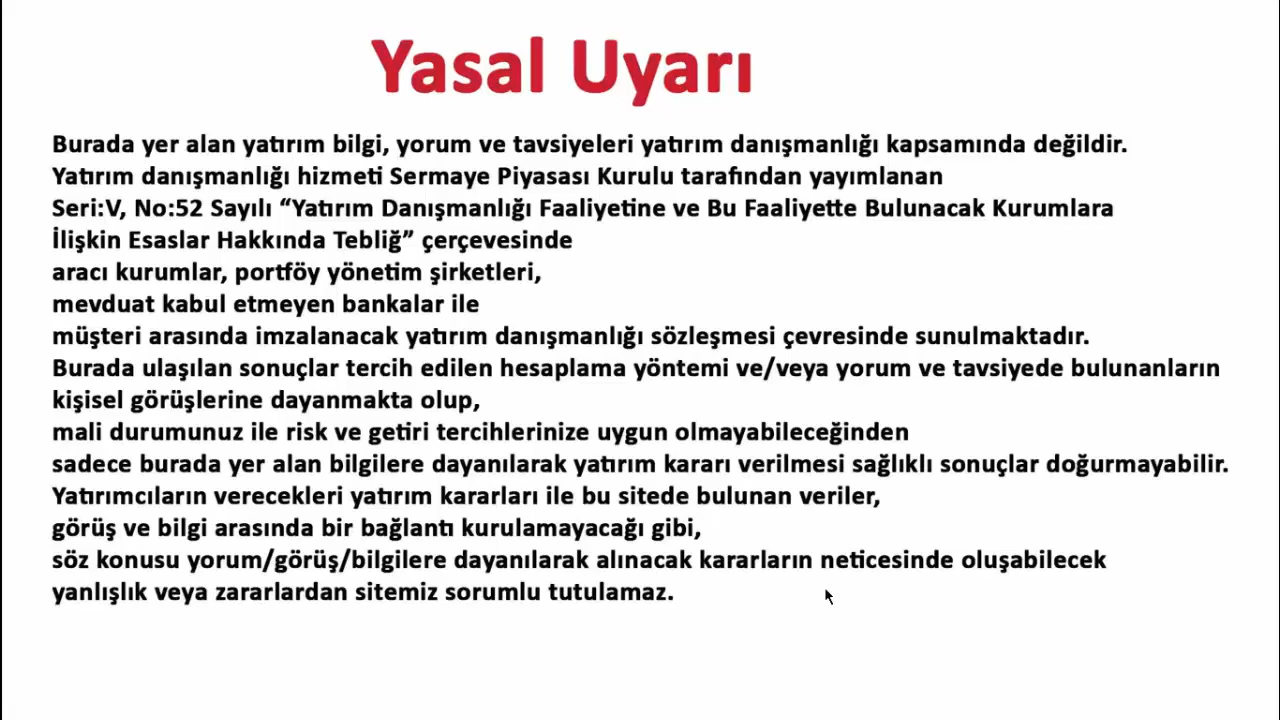 Yasal Uyarı
Burada yer alan yatırım bilgi, yorum ve tavsiyeleri yatırım danışmanlığı kapsamında değildir.
Yatırım danışmanlığı hizmeti Sermaye Piyasası Kurulu tarafından yayımlanan
Seri:V, No:52 Sayılı “Yatırım Danışmanlığı Faaliyetine ve Bu Faaliyette Bulunacak Kurumlara
İlişkin Esaslar Hakkında Tebliğ” çerçevesinde
aracı kurumlar, portföy yönetim şirketleri,
mevduat kabul etmeyen bankalar ile
müşteri arasında imzalanacak yatırım danışmanlığı sözleşmesi çevresinde sunulmaktadır.
Burada ulaşılan sonuçlar tercih edilen hesaplama yöntemi ve/veya yorum ve tavsiyede bulunanların
kişisel görüşlerine dayanmakta olup,
mali durumunuz ile risk ve getiri tercihlerinize uygun olmayabileceğinden
sadece burada yer alan bilgilere dayanılarak yatırım kararı verilmesi sağlıklı sonuçlar doğurmayabilir.
Yatırımcıların verecekleri yatırım kararları ile bu sitede bulunan veriler,
görüş ve bilgi arasında bir bağlantı kurulamayacağı gibi,
söz konusu yorum/görüş/bilgilere dayanılarak alınacak kararların neticesinde oluşabilecek
yanlışlık veya zararlardan sitemiz sorumlu tutulamaz.